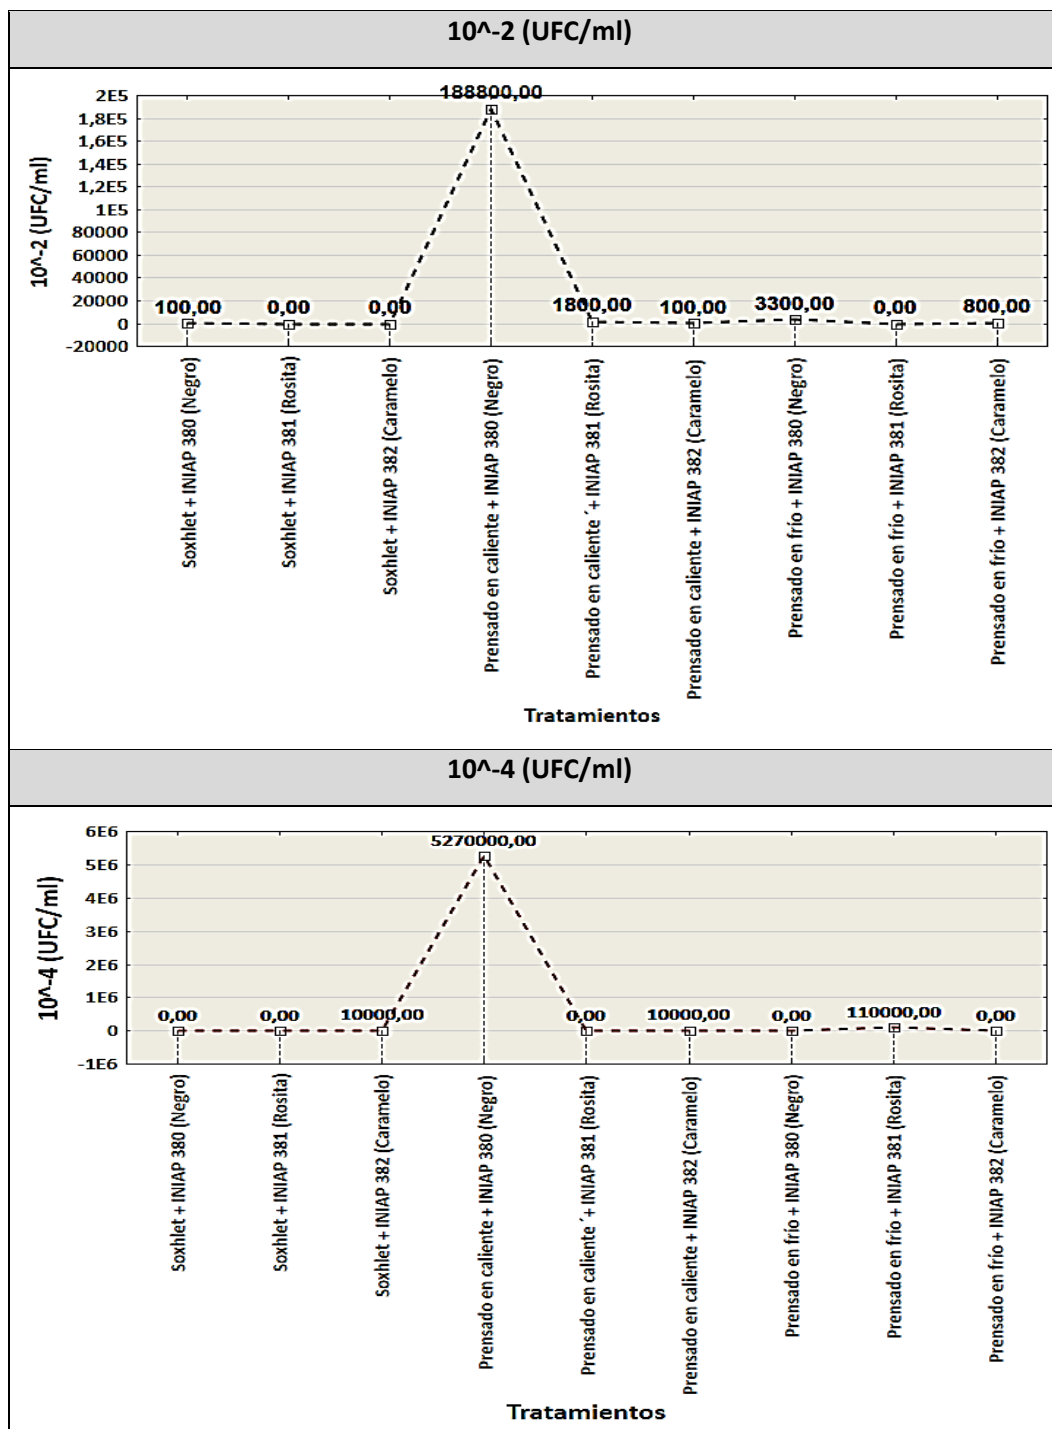 10^-2 (UFC/ml)
188800,00
2E5
1,8E5
1,6E5
1,4E5
1,2E5
1E5
80000
60000
40000
20000
0
-20000
10^-2 (UFC/ml)
100,00
0,00
0,00
1800,00
100,00
3300,00
0,00
800,00
Soxhlet + INIAP 380 (Negro)
Soxhlet + INIAP 381 (Rosita)
Soxhlet + INIAP 382 (Caramelo)
Prensado en caliente + INIAP 380 (Negro)
Prensado en caliente ´+ INIAP 381 (Rosita)
Prensado en caliente + INIAP 382 (Caramelo)
Prensado en frío + INIAP 380 (Negro)
Prensado en frío + INIAP 381 (Rosita)
Prensado en frío + INIAP 382 (Caramelo)
Tratamientos
10^-4 (UFC/ml)
6E6
5E6
4E6
3E6
2E6
1E6
0
-1E6
10^-4 (UFC/ml)
5270000,00
0,00
0,00
10000,00
0,00
10000,00
0,00
110000,00
0,00
Soxhlet + INIAP 380 (Negro)
Soxhlet + INIAP 381 (Rosita)
Soxhlet + INIAP 382 (Caramelo)
Prensado en caliente + INIAP 380 (Negro)
Prensado en caliente ´+ INIAP 381 (Rosita)
Prensado en caliente + INIAP 382 (Caramelo)
Prensado en frío + INIAP 380 (Negro)
Prensado en frío + INIAP 381 (Rosita)
Prensado en frío + INIAP 382 (Caramelo)
Tratamientos